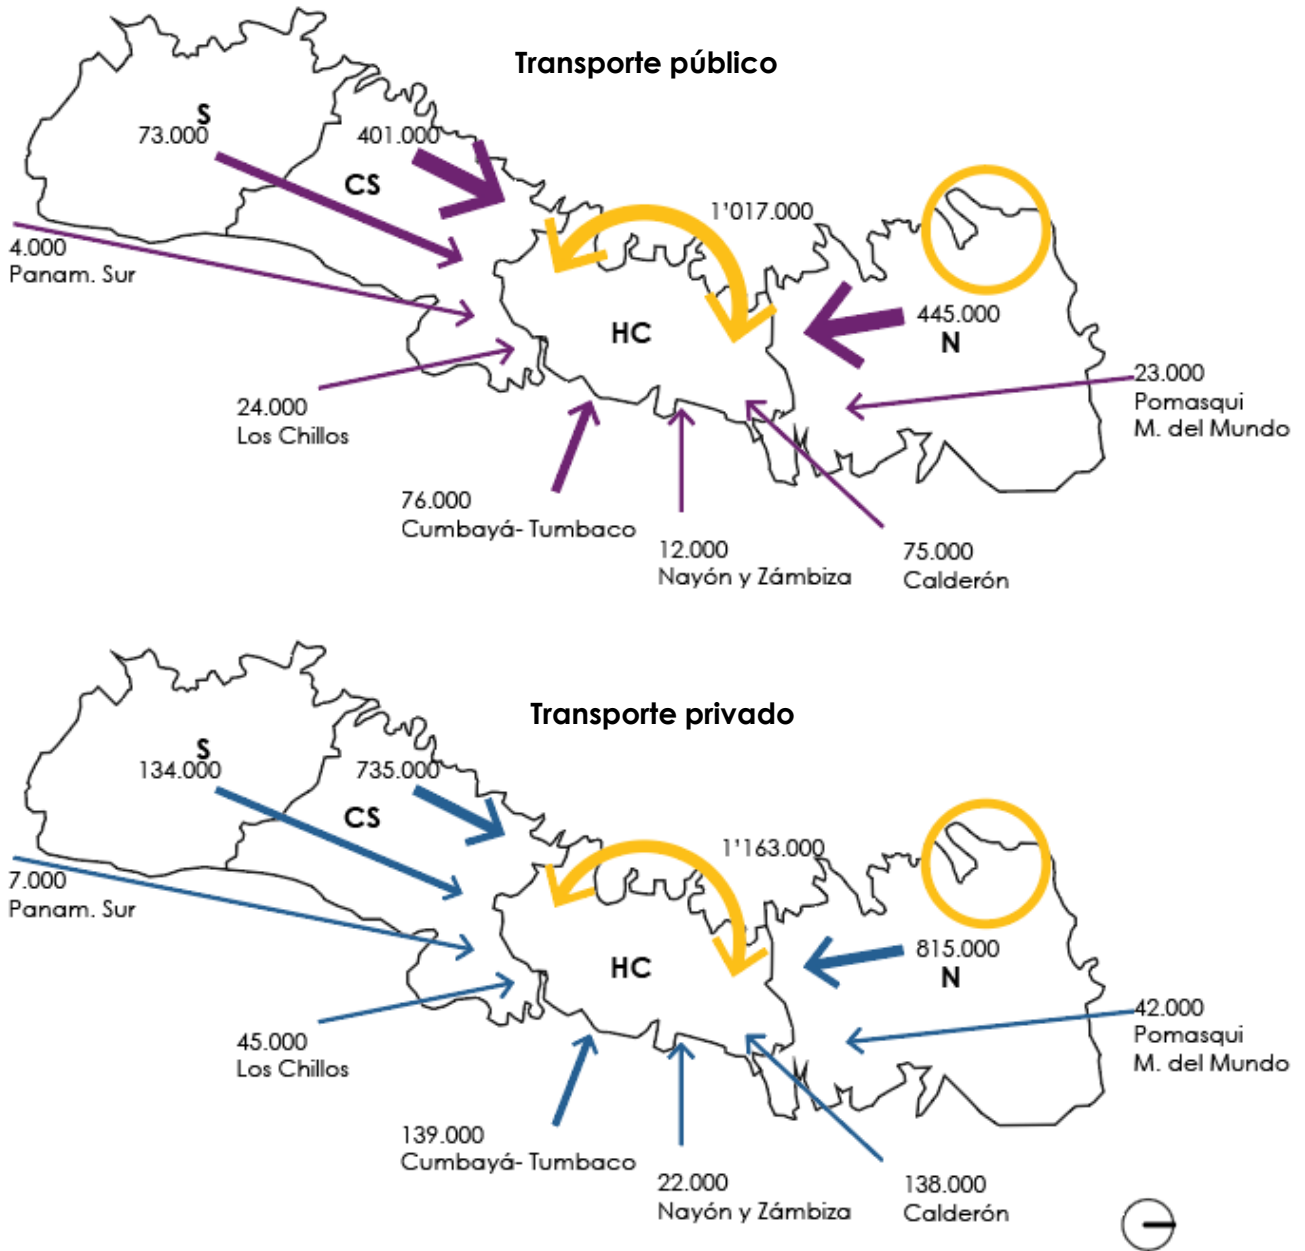 Transporte público
S
73.000
401.000
CS
1'017.000
4.000
Panam. Sur
HC
445.000
N
23.000
Pomasqui
M. del Mundo
24.000
Los Chillos
76.000
Cumbayá- Tumbaco
12.000
Nayón y Zámbiza
75.000
Calderón
Transporte privado
S
134.000
735.000
CS
1'163.000
7.000
Panam. Sur
HC
815.000
N
42.000
Pomasqui
M. del Mundo
45.000
Los Chillos
139.000
Cumbayá- Tumbaco
22.000
Nayón y Zámbiza
138.000
Calderón